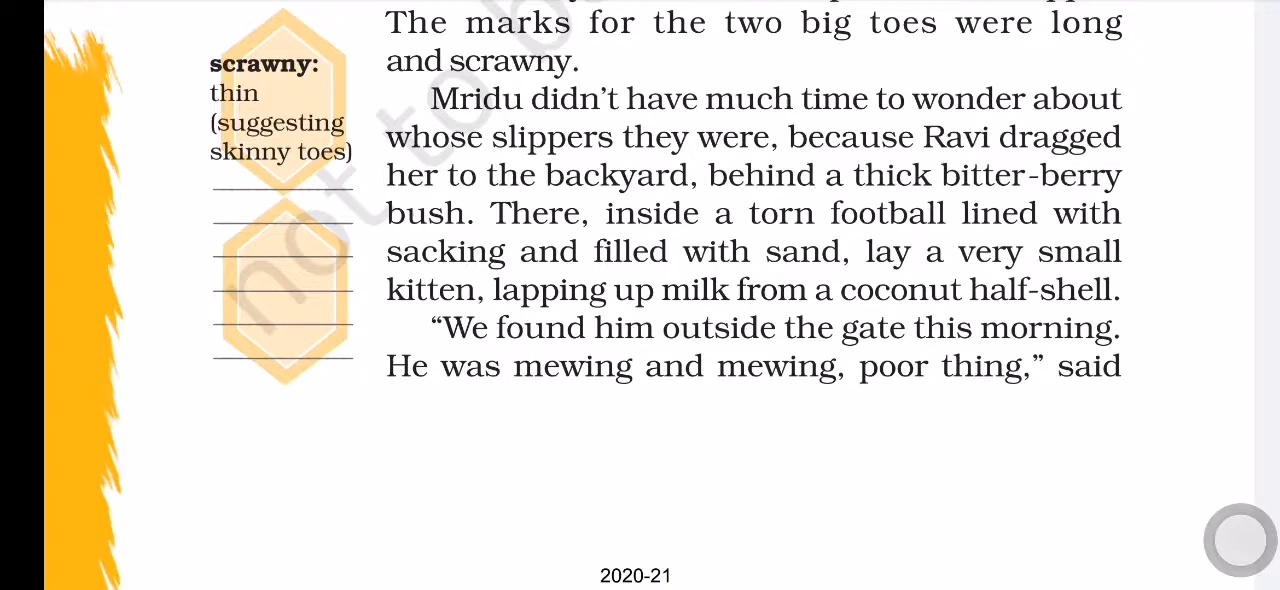 The marks for the two big toes were long
and scrawny.
scrawny:
thin
(suggesting
skinny toes)
Mridu didn’t have much time to wonder about
whose slippers they were, because Ravi dragged
her to the backyard, behind a thick bitter-berry
bush. There, inside a torn football lined with
sacking and filled with sand, lay a very small
kitten, lapping up milk from a coconut half-shell.
“We found him outside the gate this morning.
He was mewing and mewing, poor thing,” said
not to b
2020-21